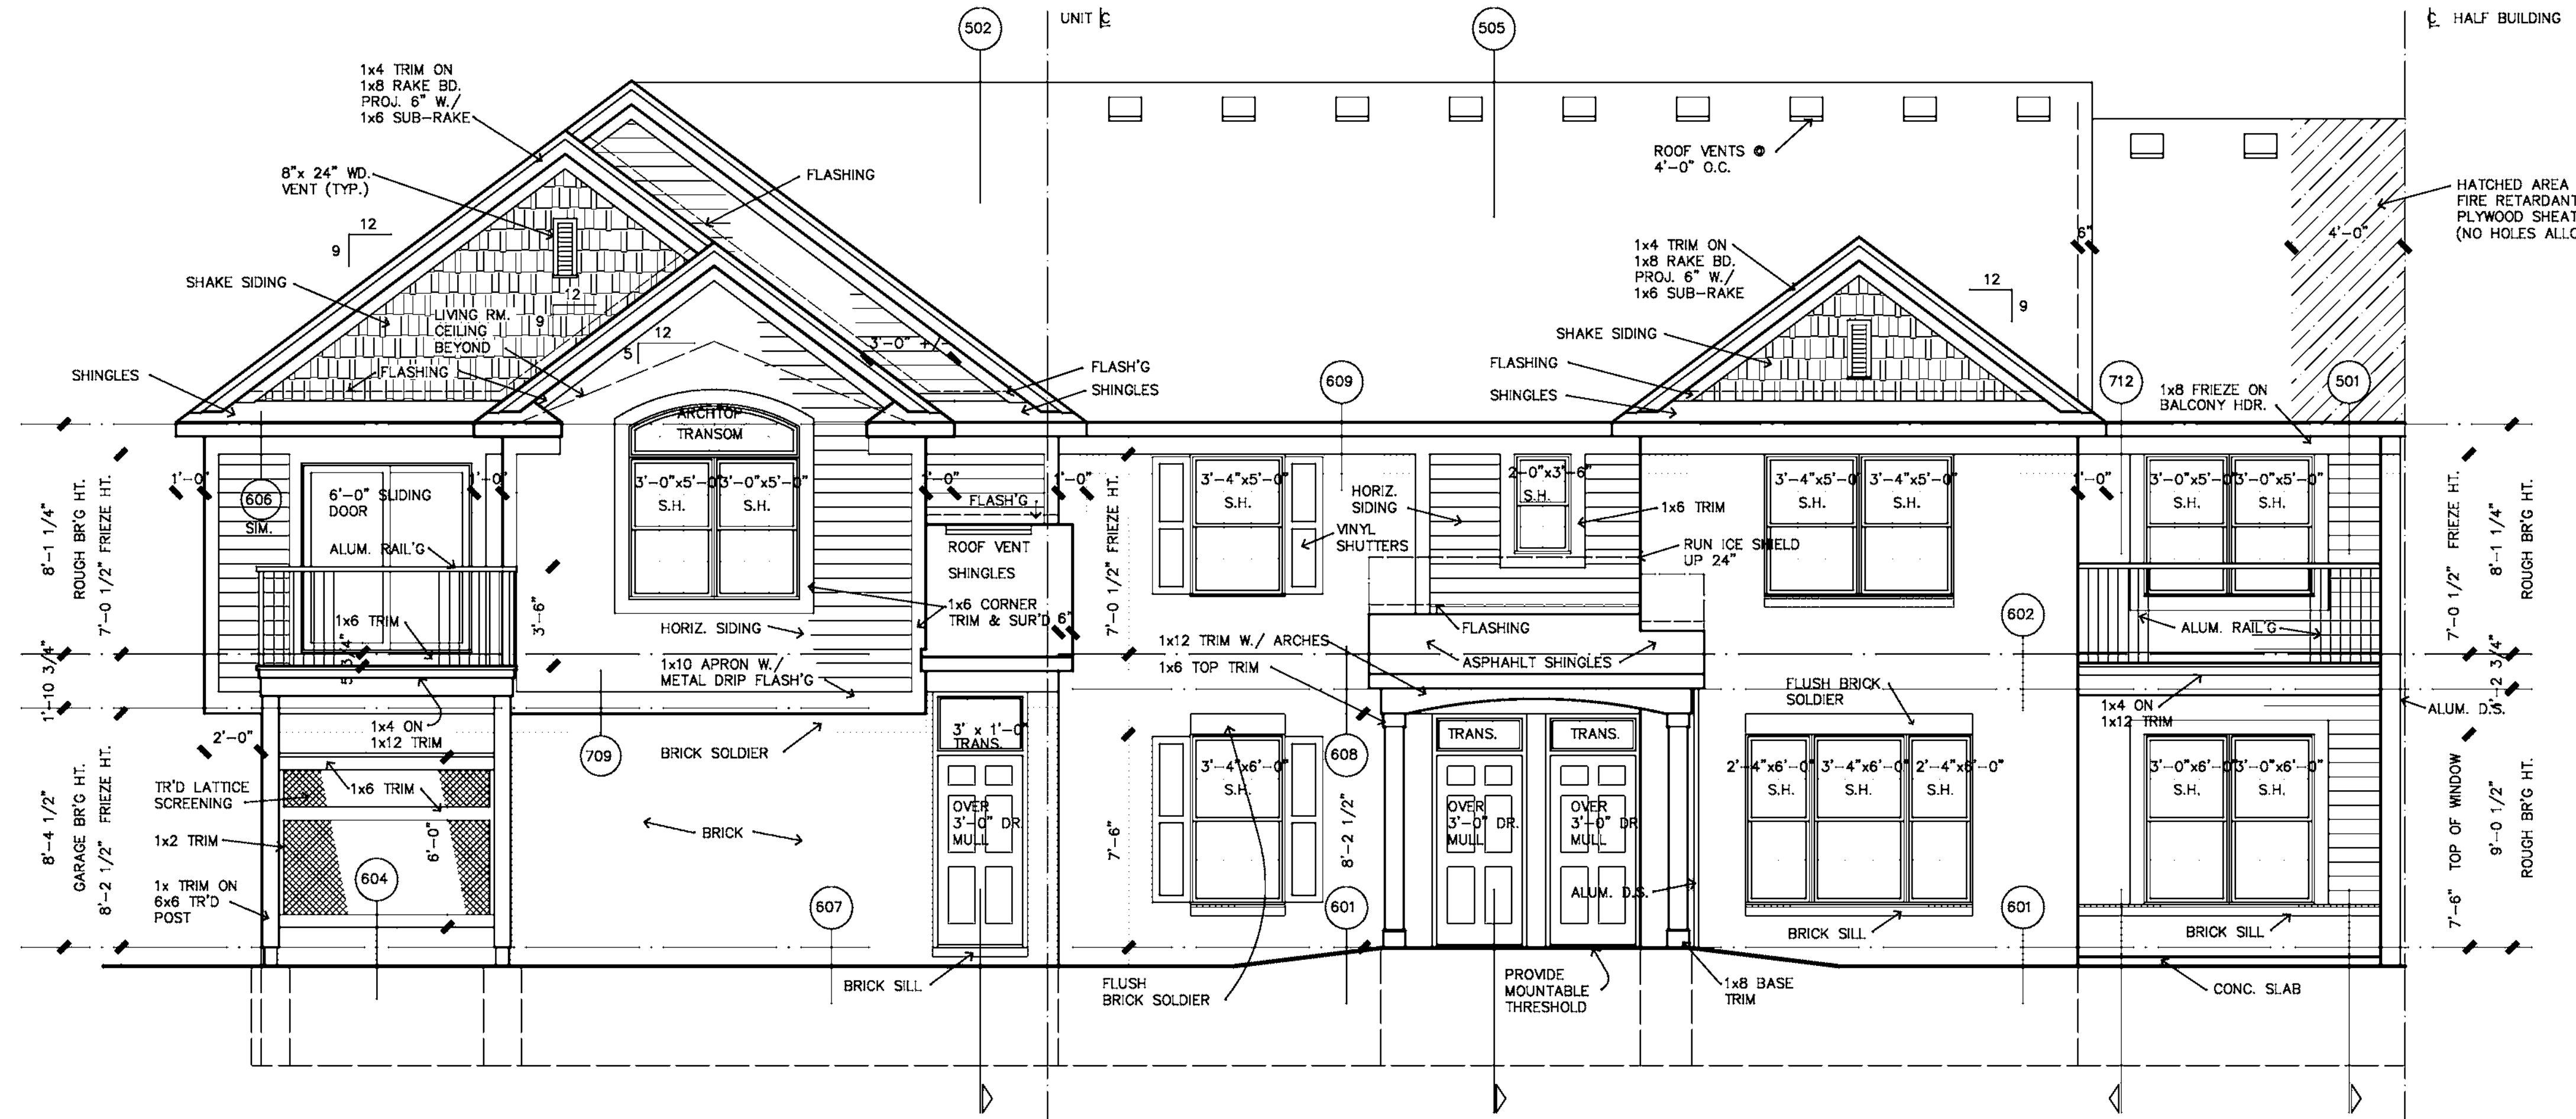 502
UNIT ℄
505
℄ HALF BUILDING
1x4 TRIM ON
1x8 RAKE BD.
PROJ. 6" W./
1x6 SUB-RAKE
8"x 24" WD.
VENT (TYP.)
FLASHING
ROOF VENTS @
4'-0" O.C.
HATCHED AREA
FIRE RETARDANT
PLYWOOD SHEAT
(NO HOLES ALLO
12
9
6"
4'-0"
1x4 TRIM ON
1x8 RAKE BD.
PROJ. 6" W./
1x6 SUB-RAKE
SHAKE SIDING
12
9
12
9
LIVING RM.
CEILING
BEYOND
12
5
3'-0" +/-
SHAKE SIDING
FLASHING
SHINGLES
SHINGLES
FLASHING
FLASH'G
SHINGLES
609
712
501
1x8 FRIEZE ON
BALCONY HDR.
ARCHTOP
TRANSOM
1'-0"
606
SIM.
6'-0" SLIDING
DOOR
1'-0"
3'-0"x5'-0"
S.H.
3'-0"x5'-0"
S.H.
1'-0"
1'-0"
FLASH'G
3'-4"x5'-0"
S.H.
HORIZ.
SIDING
2-0"x3'-6"
S.H.
1x6 TRIM
3'-4"x5'-0"
S.H.
3'-4"x5'-0"
S.H.
1'-0"
3'-0"x5'-0"
S.H.
3'-0"x5'-0"
S.H.
8'-1 1/4"
ROUGH BR'G HT.
7'-0 1/2" FRIEZE HT.
ALUM. RAIL'G
ROOF VENT
SHINGLES
7'-0 1/2" FRIEZE HT.
VINYL
SHUTTERS
RUN ICE SHIELD
UP 24"
7'-0 1/2" FRIEZE HT.
8'-1 1/4"
ROUGH BR'G HT.
1x6 TRIM
3'-6"
HORIZ. SIDING
1x6 CORNER
TRIM & SUR'D
6"
1x12 TRIM W./ ARCHES
1x6 TOP TRIM
FLASHING
ASPHAHLT SHINGLES
602
ALUM. RAIL'G
1'-10 3/4"
5 3/4"
1x10 APRON W./
METAL DRIP FLASH'G
FLUSH BRICK
SOLDIER
1'-2 3/4"
1x4 ON
1x12 TRIM
709
BRICK SOLDIER
3' x 1'-0"
TRANS.
608
TRANS.
TRANS.
1x4 ON
1x12 TRIM
ALUM. D.S.
2'-0"
TR'D LATTICE
SCREENING
1x6 TRIM
1x2 TRIM
6'-0"
1x TRIM ON
6x6 TR'D
POST
604
BRICK
607
OVER
3'-0" DR.
MULL
7'-6"
3'-4"x6'-0"
S.H.
8'-2 1/2"
601
OVER
3'-0" DR.
MULL
OVER
3'-0" DR.
MULL
ALUM. D.S.
2'-4"x6'-0"
S.H.
3'-4"x6'-0"
S.H.
2'-4"x6'-0"
S.H.
601
3'-0"x6'-0"
S.H.
3'-0"x6'-0"
S.H.
8'-4 1/2"
GARAGE BR'G HT.
8'-2 1/2" FRIEZE HT.
7'-6" TOP OF WINDOW
9'-0 1/2"
ROUGH BR'G HT.
BRICK SILL
BRICK SILL
BRICK SILL
FLUSH
BRICK SOLDIER
PROVIDE
MOUNTABLE
THRESHOLD
1x8 BASE
TRIM
CONC. SLAB